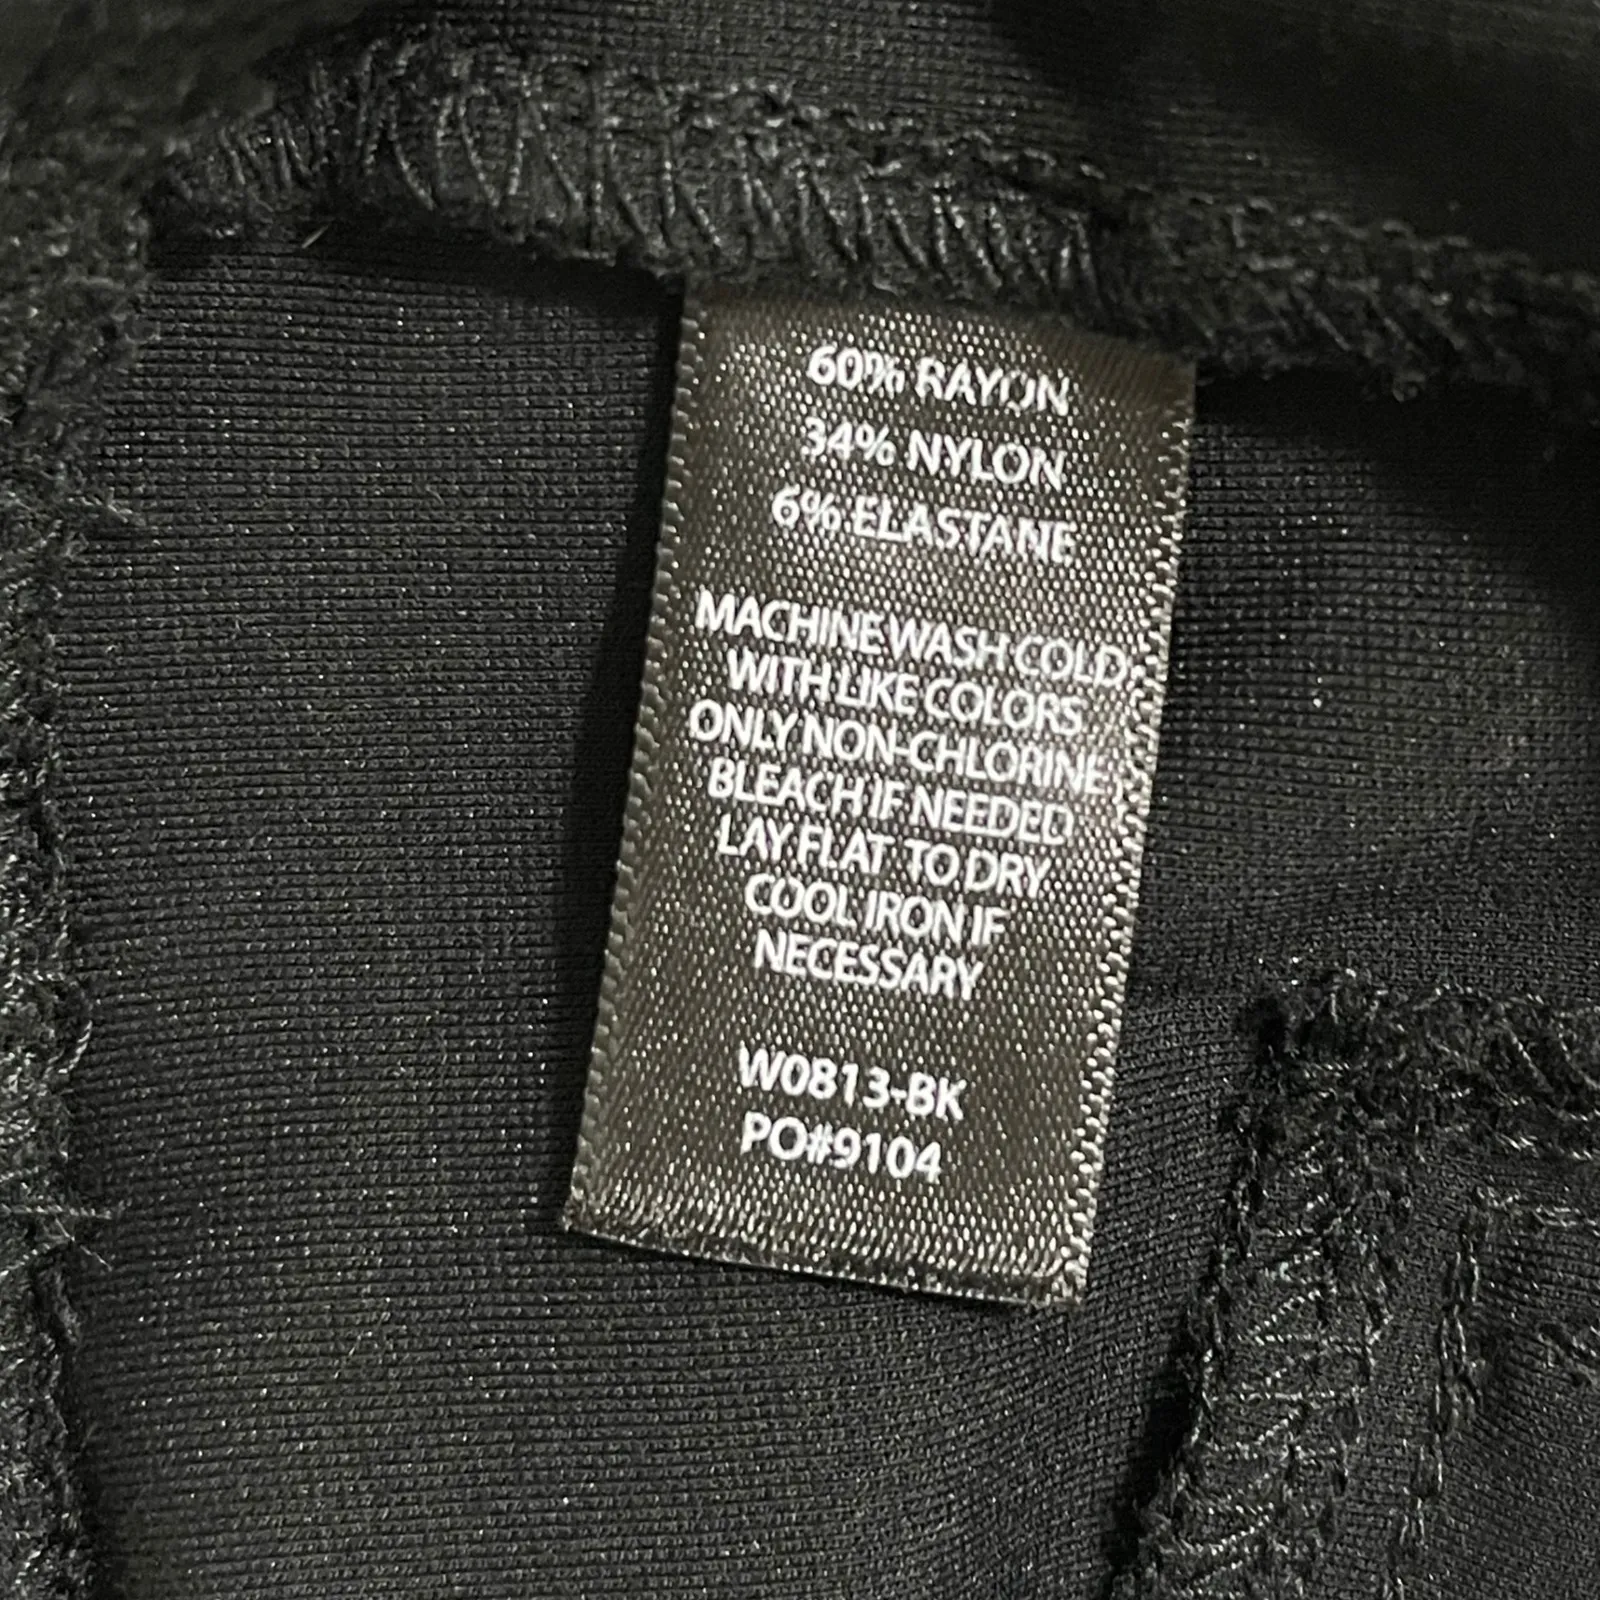 60% RAYON
34% NYLON
6% ELASTANE
MACHINE WASH COLD,
WITH LIKE COLORS
ONLY NON-CHLORINE
BLEACH IF NEEDED
LAY FLAT TO DRY
COOL IRON IF
NECESSARY
W0813-BK
PO#9104